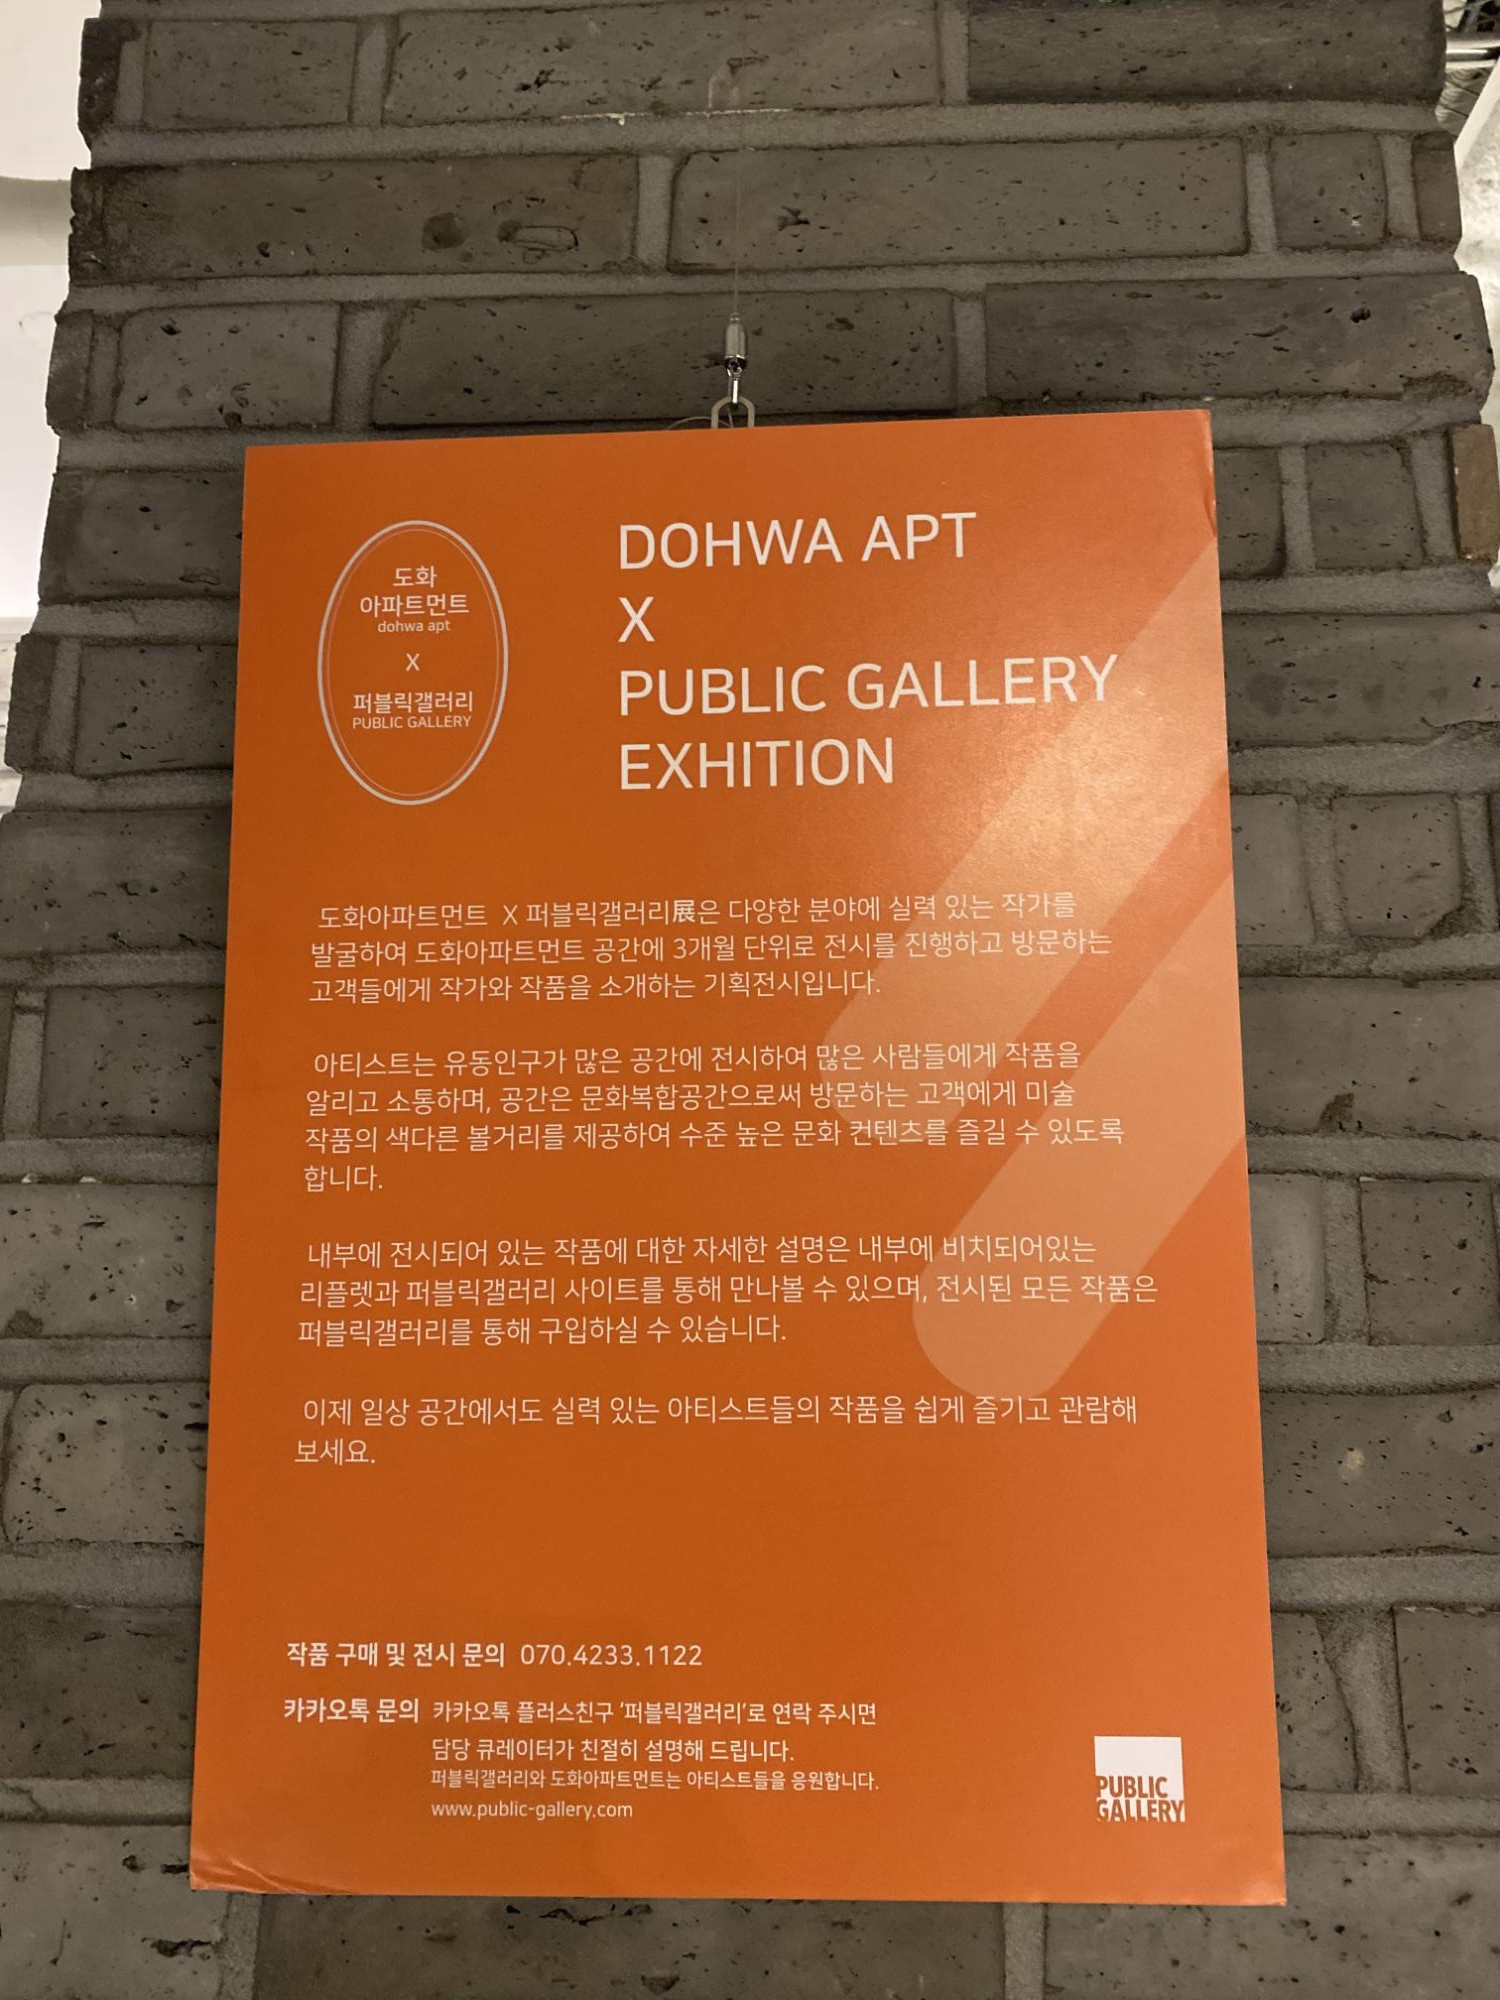 도화
아파트먼트
dohwa apt
X
퍼블릭갤러리
PUBLIC GALLERY
DOHWA APT
X
PUBLIC GALLERY
EXHITION
도화아파트먼트 X 퍼블릭갤러리展은 다양한 분야에 실력 있는 작가를
발굴하여 도화아파트먼트 공간에 3개월 단위로 전시를 진행하고 방문하는
고객들에게 작가와 작품을 소개하는 기획전시입니다.
아티스트는 유동인구가 많은 공간에 전시하여 많은 사람들에게 작품을
알리고 소통하며, 공간은 문화복합공간으로써 방문하는 고객에게 미술
작품의 색다른 볼거리를 제공하여 수준 높은 문화 컨텐츠를 즐길 수 있도록
합니다.
내부에 전시되어 있는 작품에 대한 자세한 설명은 내부에 비치되어있는
리플렛과 퍼블릭갤러리 사이트를 통해 만나볼 수 있으며, 전시된 모든 작품은
퍼블릭갤러리를 통해 구입하실 수 있습니다.
이제 일상 공간에서도 실력 있는 아티스트들의 작품을 쉽게 즐기고 관람해
보세요.
작품 구매 및 전시 문의 070.4233.1122
카카오톡 문의 카카오톡 플러스친구 '퍼블릭갤러리'로 연락 주시면
담당 큐레이터가 친절히 설명해 드립니다.
퍼블릭갤러리와 도화아파트먼트는 아티스트들을 응원합니다.
www.public-gallery.com
PUBLIC
GALLERY